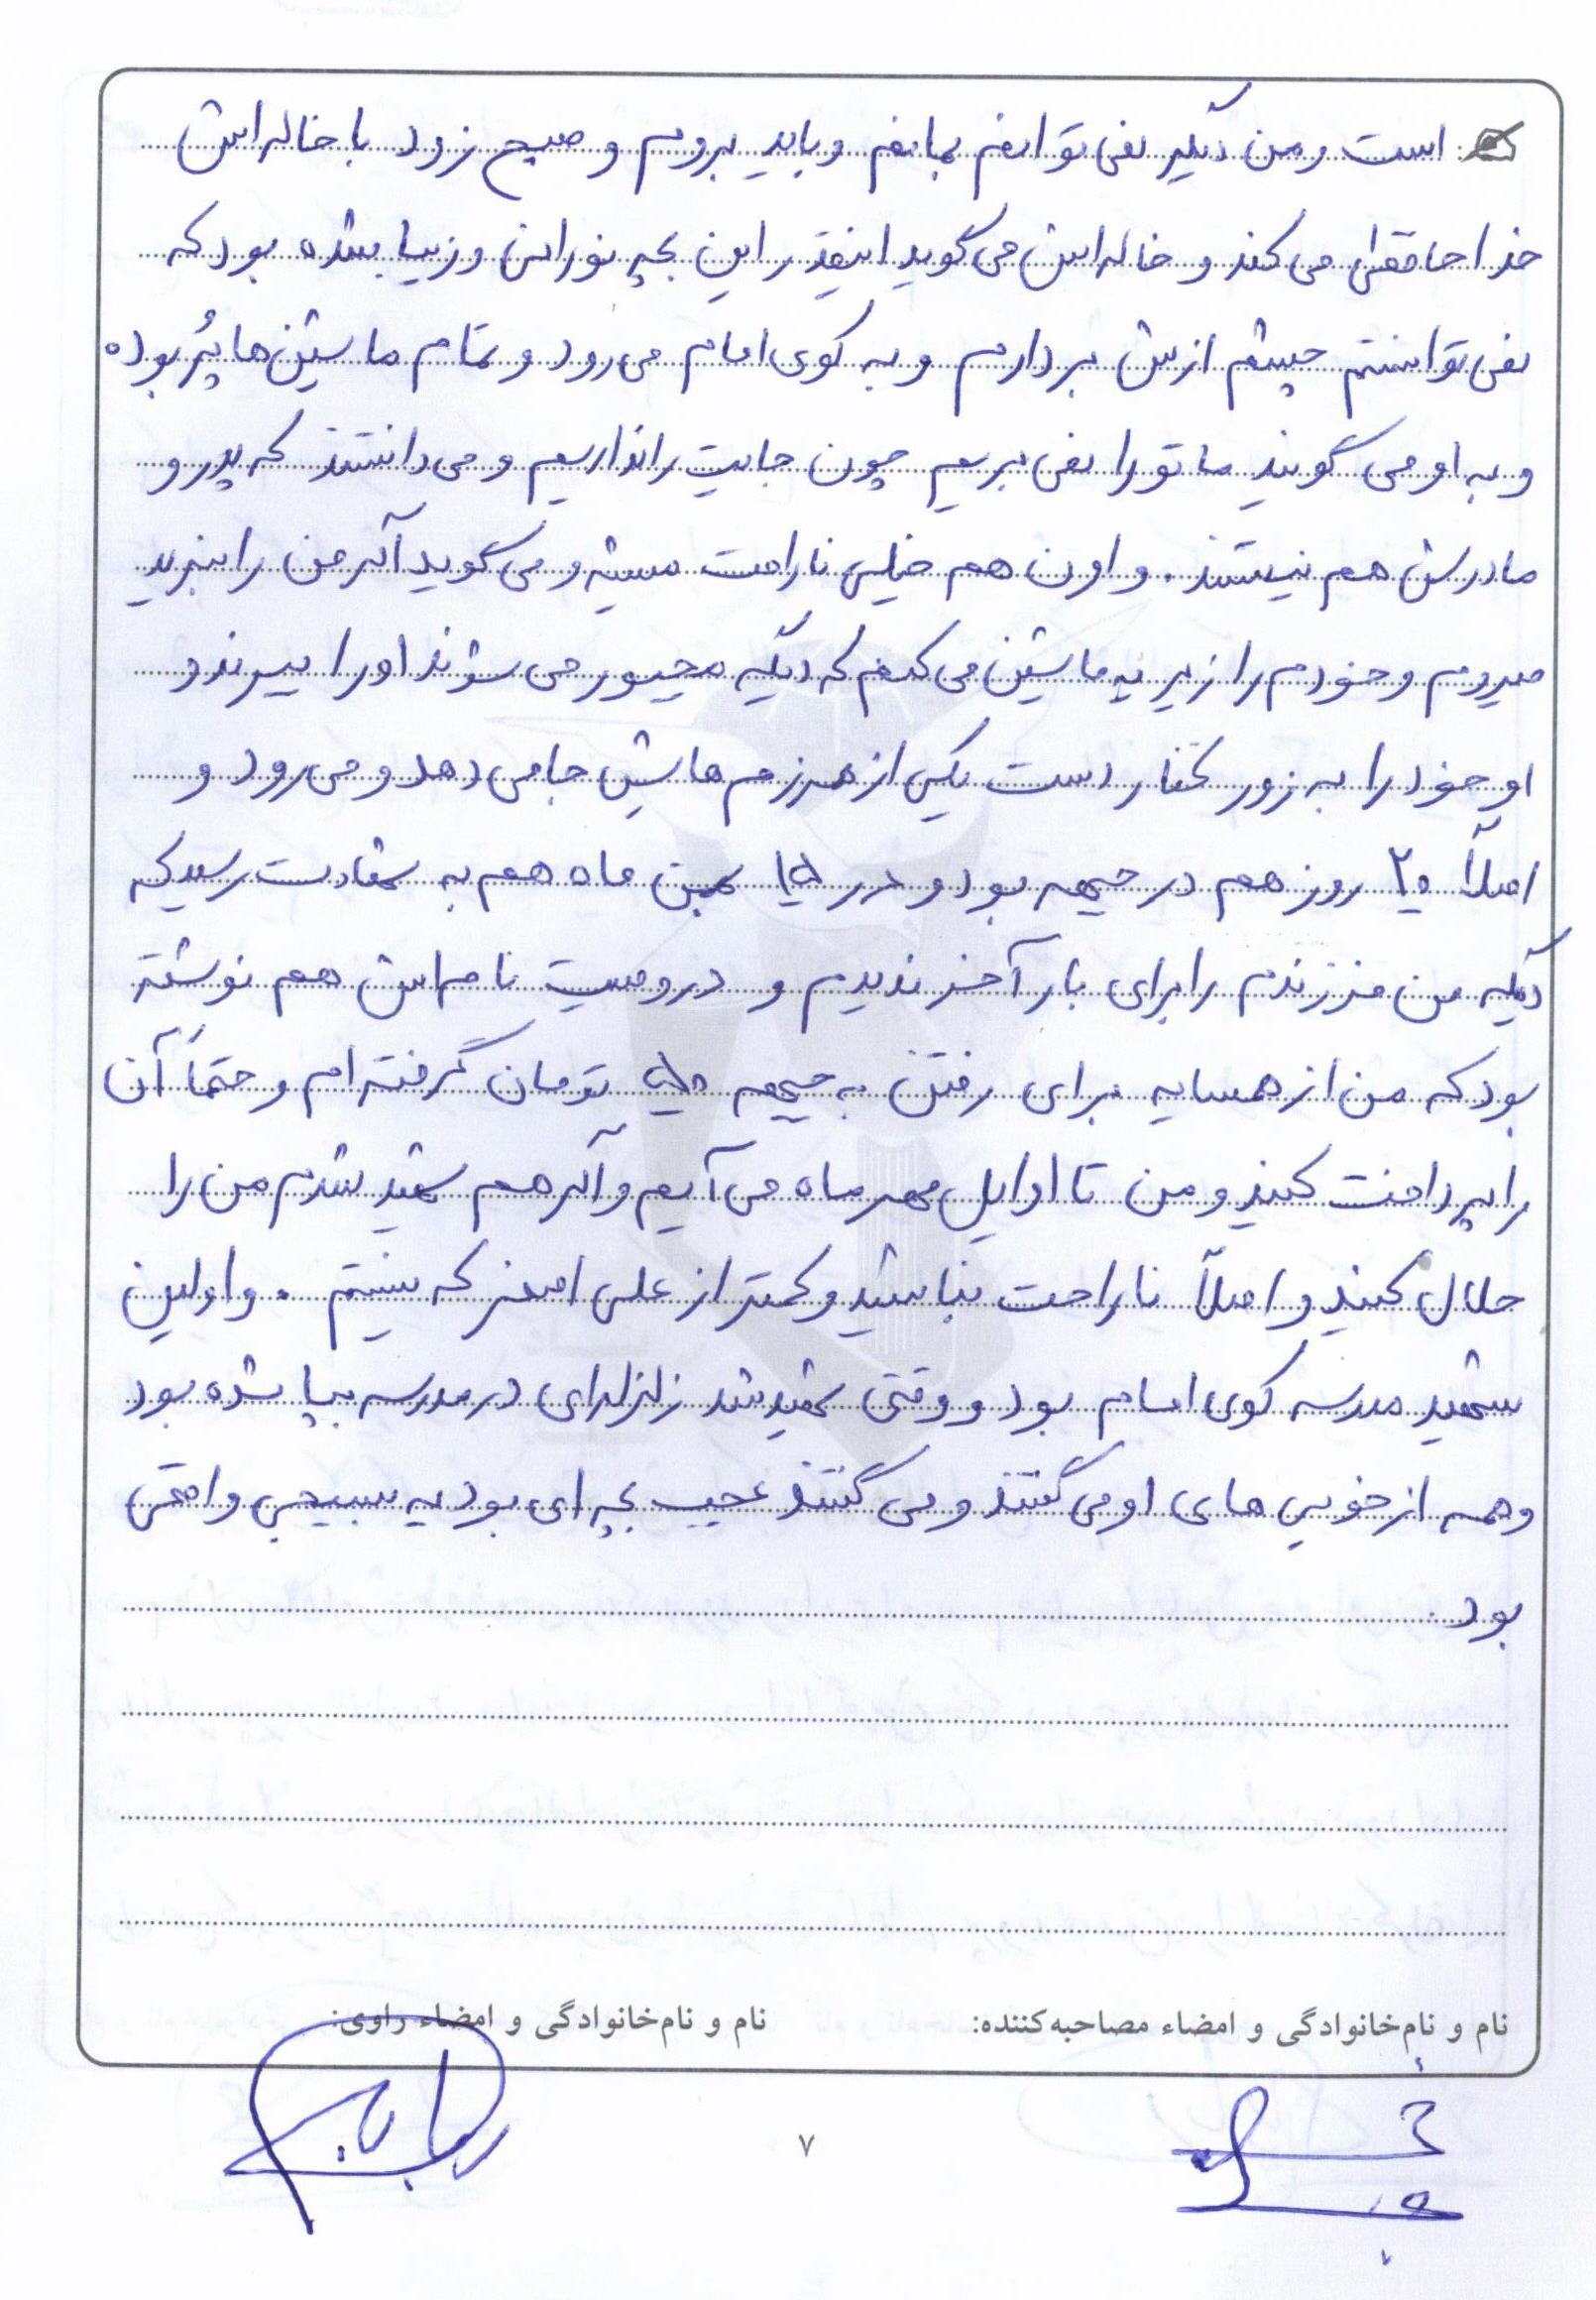 است ومن دیگر نمی توانم بمانم و باید بروم و صبح زود با خاله اش
خداحافظی می کند و خاله اش می گوید اینقدر این بچه نورانی و زیبا شده بود که
نمی توانستم چشم ازش بردارم و به کوی امام می رود و تمام ماشین ها پُر بوده
و به او می گویند ما تو را نمی بریم چون جایت را نداریم و می دانستند که پدر و
مادرش هم نیستند. و اون هم خیلی ناراحت میشه و می گوید اگر من را نبرید
میروم و خودم را زیر یه ماشین می کنم که دیگه مجبور می شوند او را ببرند و
او خود را به زور کنار دست یکی از همرزم هایش جا می دهد و می رود و
اصلاً ۲۰ روز هم در جبهه بود و در ۱۵ همین ماه هم به شهادت رسید که
دیگه من فرزندم را برای بار آخر ندیدم و در وصیت نامه اش هم نوشته
بود که من از همسایه برای رفتن به جبهه ۵۰ تومان گرفته ام و حتماً آن
را پرداخت کنید و من تا اوایل مهرماه می آیم و اگر هم شهید شدم من را
حلال کنید و اصلاً ناراحت نباشید و کمتر از علی اصغر که نیستم. و اولین
شهید مدرسه کوی امام بود و وقتی شهید شد زلزله ای در مدرسه بپا شده بود
و همه از خوبی های او می گفتند و می گفتند عجیب بچه ای بود یه بسیجی واقعی
بود
نام و نام‌خانوادگی و امضاء مصاحبه‌کننده: نام و نام‌خانوادگی و امضاء راوی:
۷